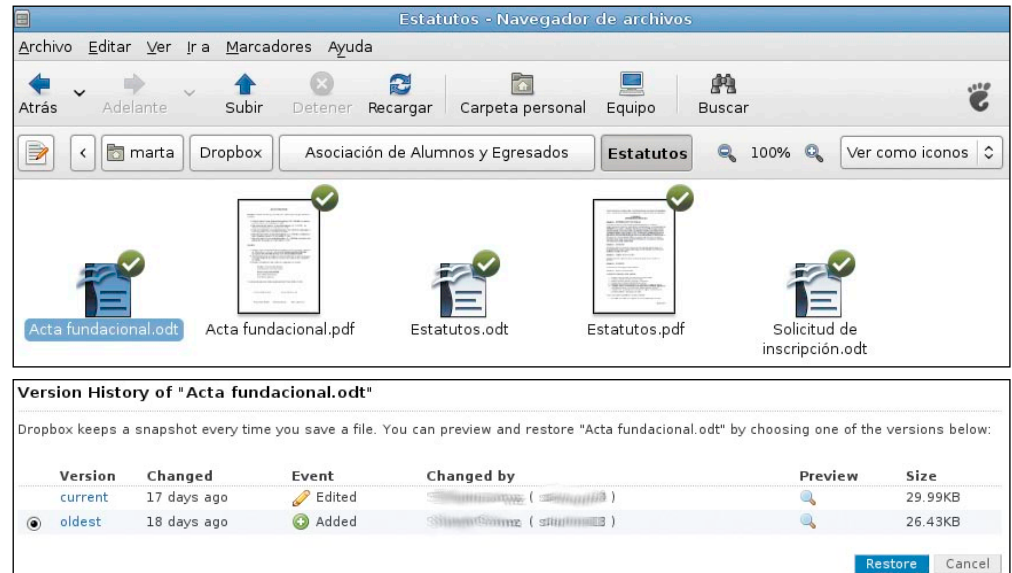 Estatutos - Navegador de archivos
Archivo Editar Ver Ir a Marcadores Ayuda
Atrás Adelante Subir Detener Recargar Carpeta personal Equipo Buscar
marta Dropbox Asociación de Alumnos y Egresados Estatutos 100% Ver como iconos
Acta fundacional.odt Acta fundacional.pdf Estatutos.odt Estatutos.pdf Solicitud de
inscripción.odt
Version History of "Acta fundacional.odt"
Dropbox keeps a snapshot every time you save a file. You can preview and restore "Acta fundacional.odt" by choosing one of the versions below:
Version Changed Event Changed by Preview Size
current 17 days ago Edited ( ) 29.99KB
oldest 18 days ago Added ( ) 26.43KB
Restore Cancel